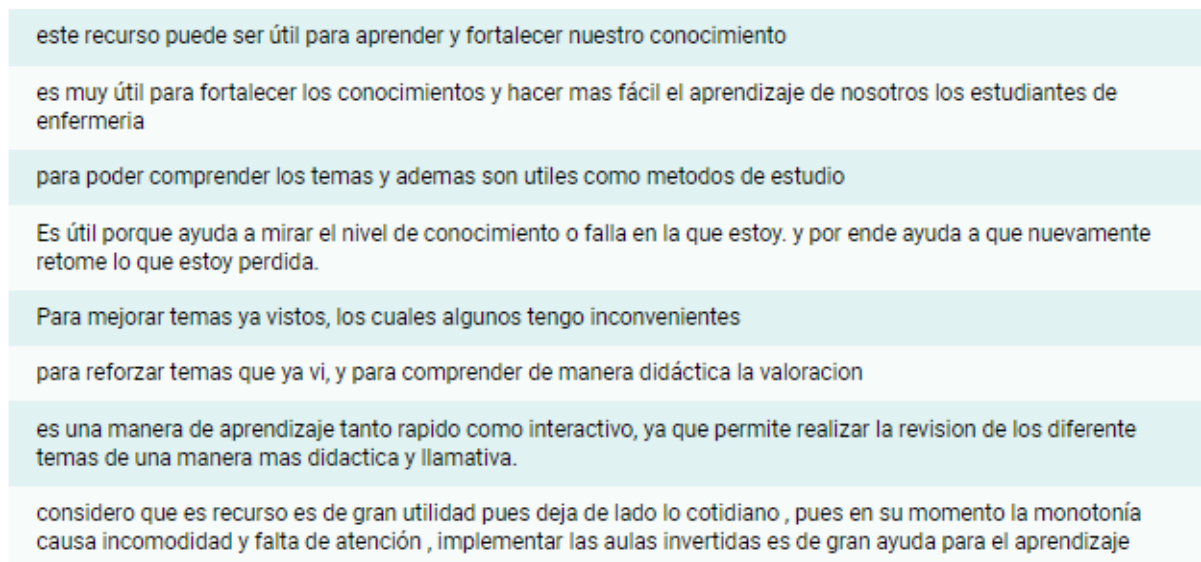 este recurso puede ser útil para aprender y fortalecer nuestro conocimiento
es muy útil para fortalecer los conocimientos y hacer mas fácil el aprendizaje de nosotros los estudiantes de
enfermeria
para poder comprender los temas y ademas son utiles como metodos de estudio
Es útil porque ayuda a mirar el nivel de conocimiento o falla en la que estoy. y por ende ayuda a que nuevamente
retome lo que estoy perdida.
Para mejorar temas ya vistos, los cuales algunos tengo inconvenientes
para reforzar temas que ya vi, y para comprender de manera didáctica la valoracion
es una manera de aprendizaje tanto rapido como interactivo, ya que permite realizar la revision de los diferente
temas de una manera mas didactica y llamativa.
considero que es recurso es de gran utilidad pues deja de lado lo cotidiano , pues en su momento la monotonía
causa incomodidad y falta de atención , implementar las aulas invertidas es de gran ayuda para el aprendizaje